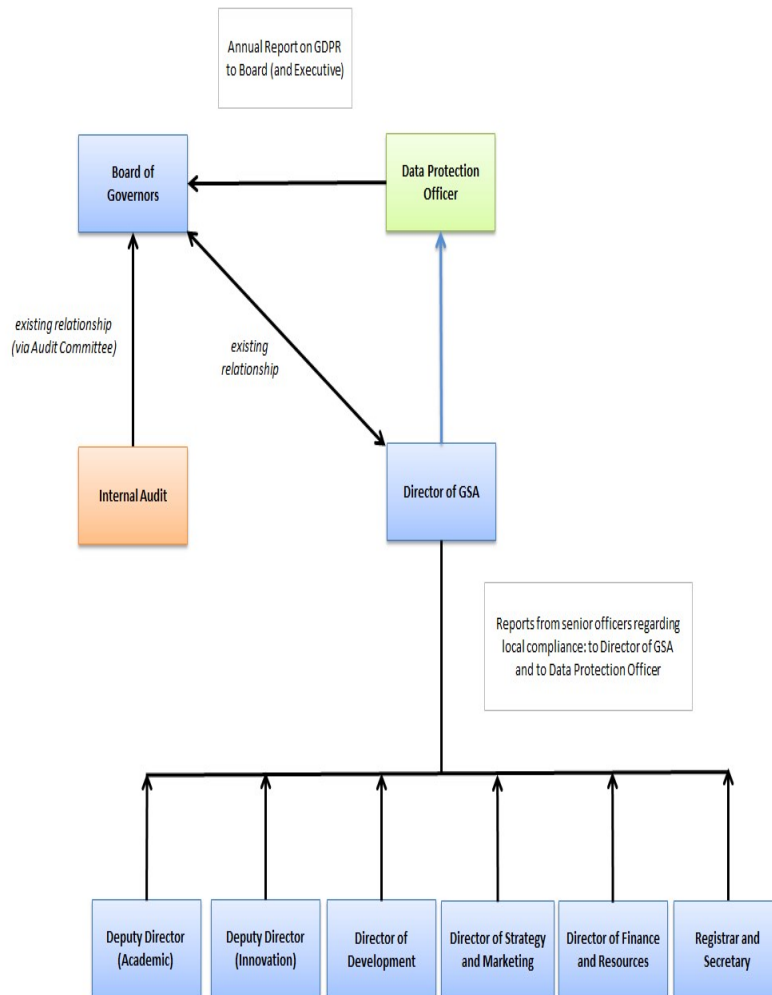 Annual Report on GDPR
to Board (and Executive)
Board of
Governors
Data Protection
Officer
existing relationship
(via Audit Committee)
existing
relationship
Internal Audit
Director of GSA
Reports from senior officers regarding
local compliance: to Director of GSA
and to Data Protection Officer
Deputy Director
(Academic)
Deputy Director
(Innovation)
Director of
Development
Director of Strategy
and Marketing
Director of Finance
and Resources
Registrar and
Secretary